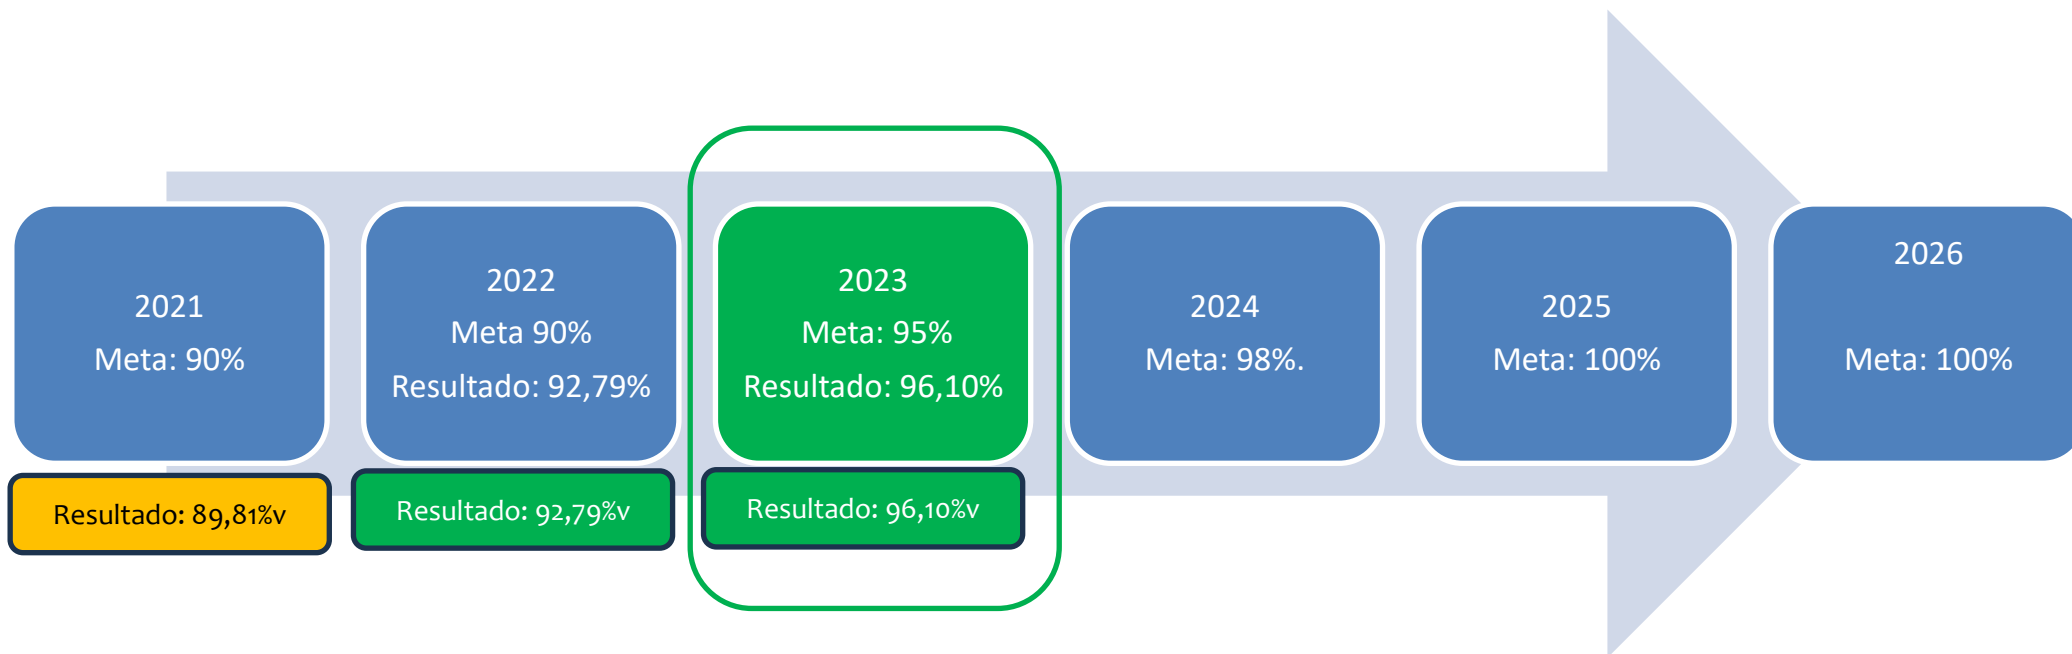 2021
Meta: 90%
Resultado: 89,81%v
2022
Meta 90%
Resultado: 92,79%
Resultado: 92,79%v
2023
Meta: 95%
Resultado: 96,10%
Resultado: 96,10%v
2024
Meta: 98%.
2025
Meta: 100%
2026
Meta: 100%